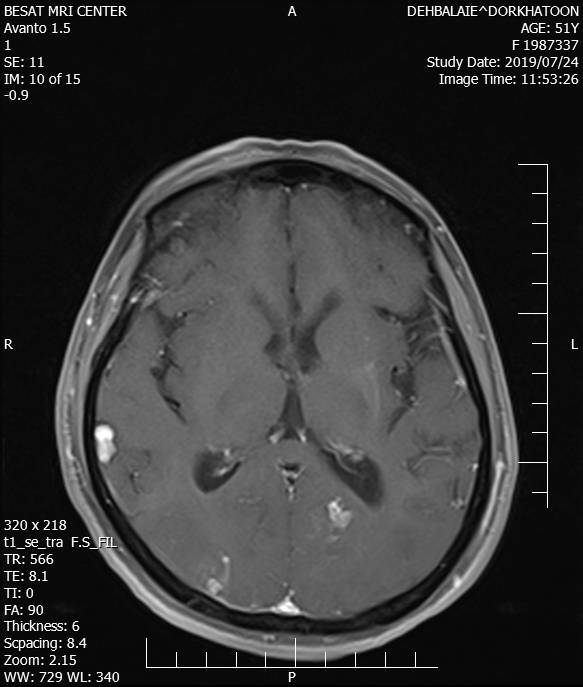 BESAT MRI CENTER
Avanto 1.5
1
SE: 11
IM: 10 of 15
-0.9
A
DEHBALAIE^DORKHATOON
AGE: 51Y
F 1987337
Study Date: 2019/07/24
Image Time: 11:53:26
R
L
320 x 218
t1_se_tra F.S_FIL
TR: 566
TE: 8.1
TI: 0
FA: 90
Thickness: 6
Scpacing: 8.4
Zoom: 2.15
WW: 729 WL: 340
P